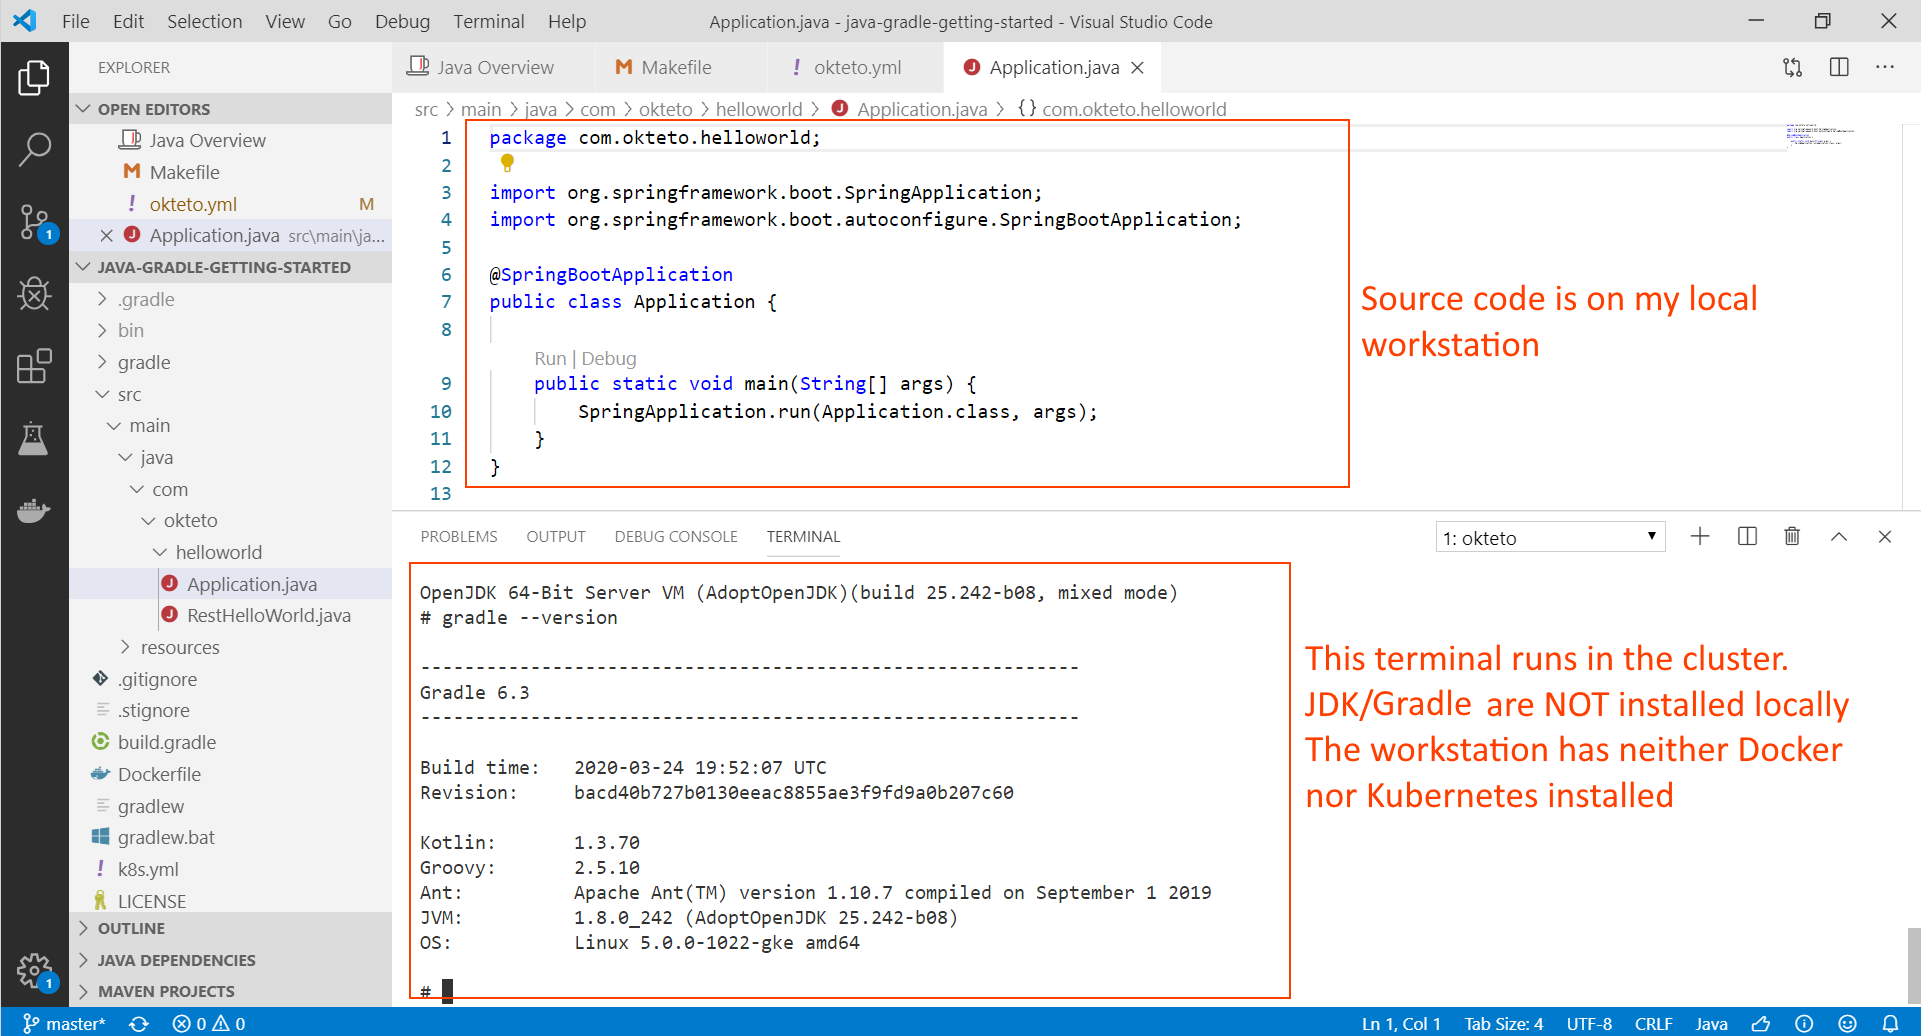 File Edit Selection View Go Debug Terminal Help
Application.java - java-gradle-getting-started - Visual Studio Code
EXPLORER
OPEN EDITORS
Java Overview
Makefile
okteto.yml M
Application.java src\main\ja...
JAVA-GRADLE-GETTING-STARTED
.gradle
bin
gradle
src
main
java
com
okteto
helloworld
Application.java
RestHelloWorld.java
resources
.gitignore
.stignore
build.gradle
Dockerfile
gradlew
gradlew.bat
k8s.yml
LICENSE
OUTLINE
JAVA DEPENDENCIES
MAVEN PROJECTS
1
1
Java Overview Makefile okteto.yml Application.java
src > main > java > com > okteto > helloworld > Application.java > {} com.okteto.helloworld
1 package com.okteto.helloworld;
2
3 import org.springframework.boot.SpringApplication;
4 import org.springframework.boot.autoconfigure.SpringBootApplication;
5
6 @SpringBootApplication
7 public class Application {
8
Run | Debug
9 public static void main(String[] args) {
10 SpringApplication.run(Application.class, args);
11 }
12 }
13
Source code is on my local
workstation
PROBLEMS OUTPUT DEBUG CONSOLE TERMINAL
1: okteto
OpenJDK 64-Bit Server VM (AdoptOpenJDK)(build 25.242-b08, mixed mode)
# gradle --version
------------------------------------------------------------
Gradle 6.3
------------------------------------------------------------
Build time: 2020-03-24 19:52:07 UTC
Revision: bacd40b727b0130eeac8855ae3f9fd9a0b207c60
Kotlin: 1.3.70
Groovy: 2.5.10
Ant: Apache Ant(TM) version 1.10.7 compiled on September 1 2019
JVM: 1.8.0_242 (AdoptOpenJDK 25.242-b08)
OS: Linux 5.0.0-1022-gke amd64
#
This terminal runs in the cluster.
JDK/Gradle are NOT installed locally
The workstation has neither Docker
nor Kubernetes installed
master* 0 0
Ln 1, Col 1 Tab Size: 4 UTF-8 CRLF Java